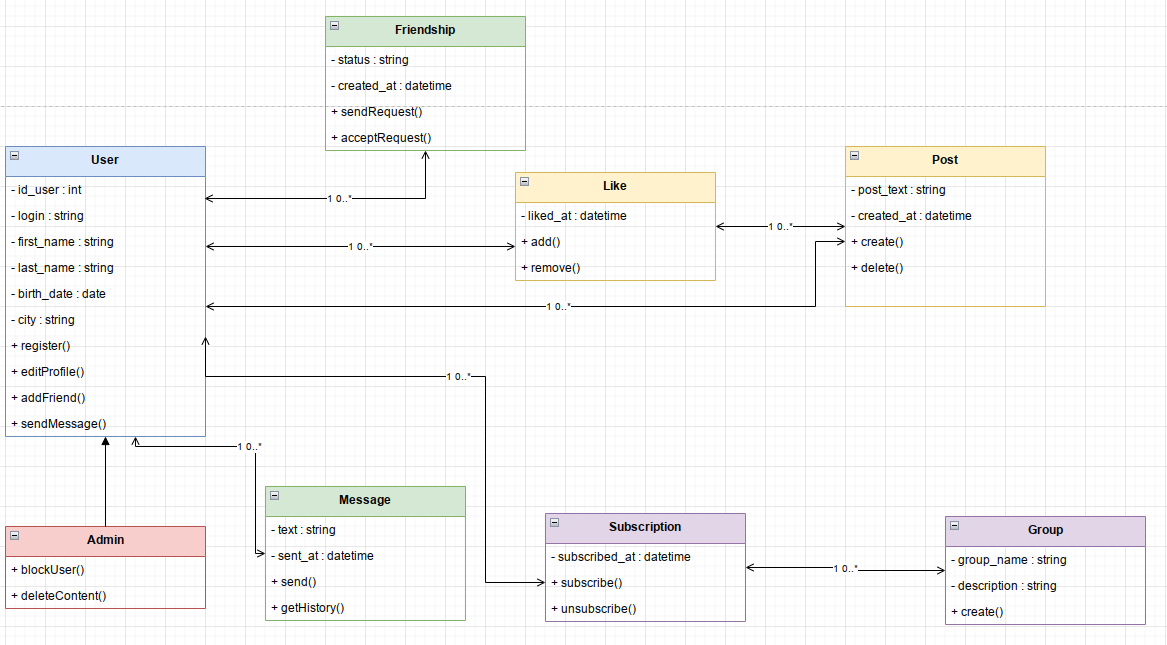 Friendship
- status : string
- created_at : datetime
+ sendRequest()
+ acceptRequest()
User
- id_user : int
- login : string
- first_name : string
- last_name : string
- birth_date : date
- city : string
+ register()
+ editProfile()
+ addFriend()
+ sendMessage()
1 0..*
1 0..*
1 0..*
1 0..*
1 0..*
Like
- liked_at : datetime
+ add()
+ remove()
1 0..*
Post
- post_text : string
- created_at : datetime
+ create()
+ delete()
Admin
+ blockUser()
+ deleteContent()
Message
- text : string
- sent_at : datetime
+ send()
+ getHistory()
Subscription
- subscribed_at : datetime
+ subscribe()
+ unsubscribe()
1 0..*
Group
- group_name : string
- description : string
+ create()